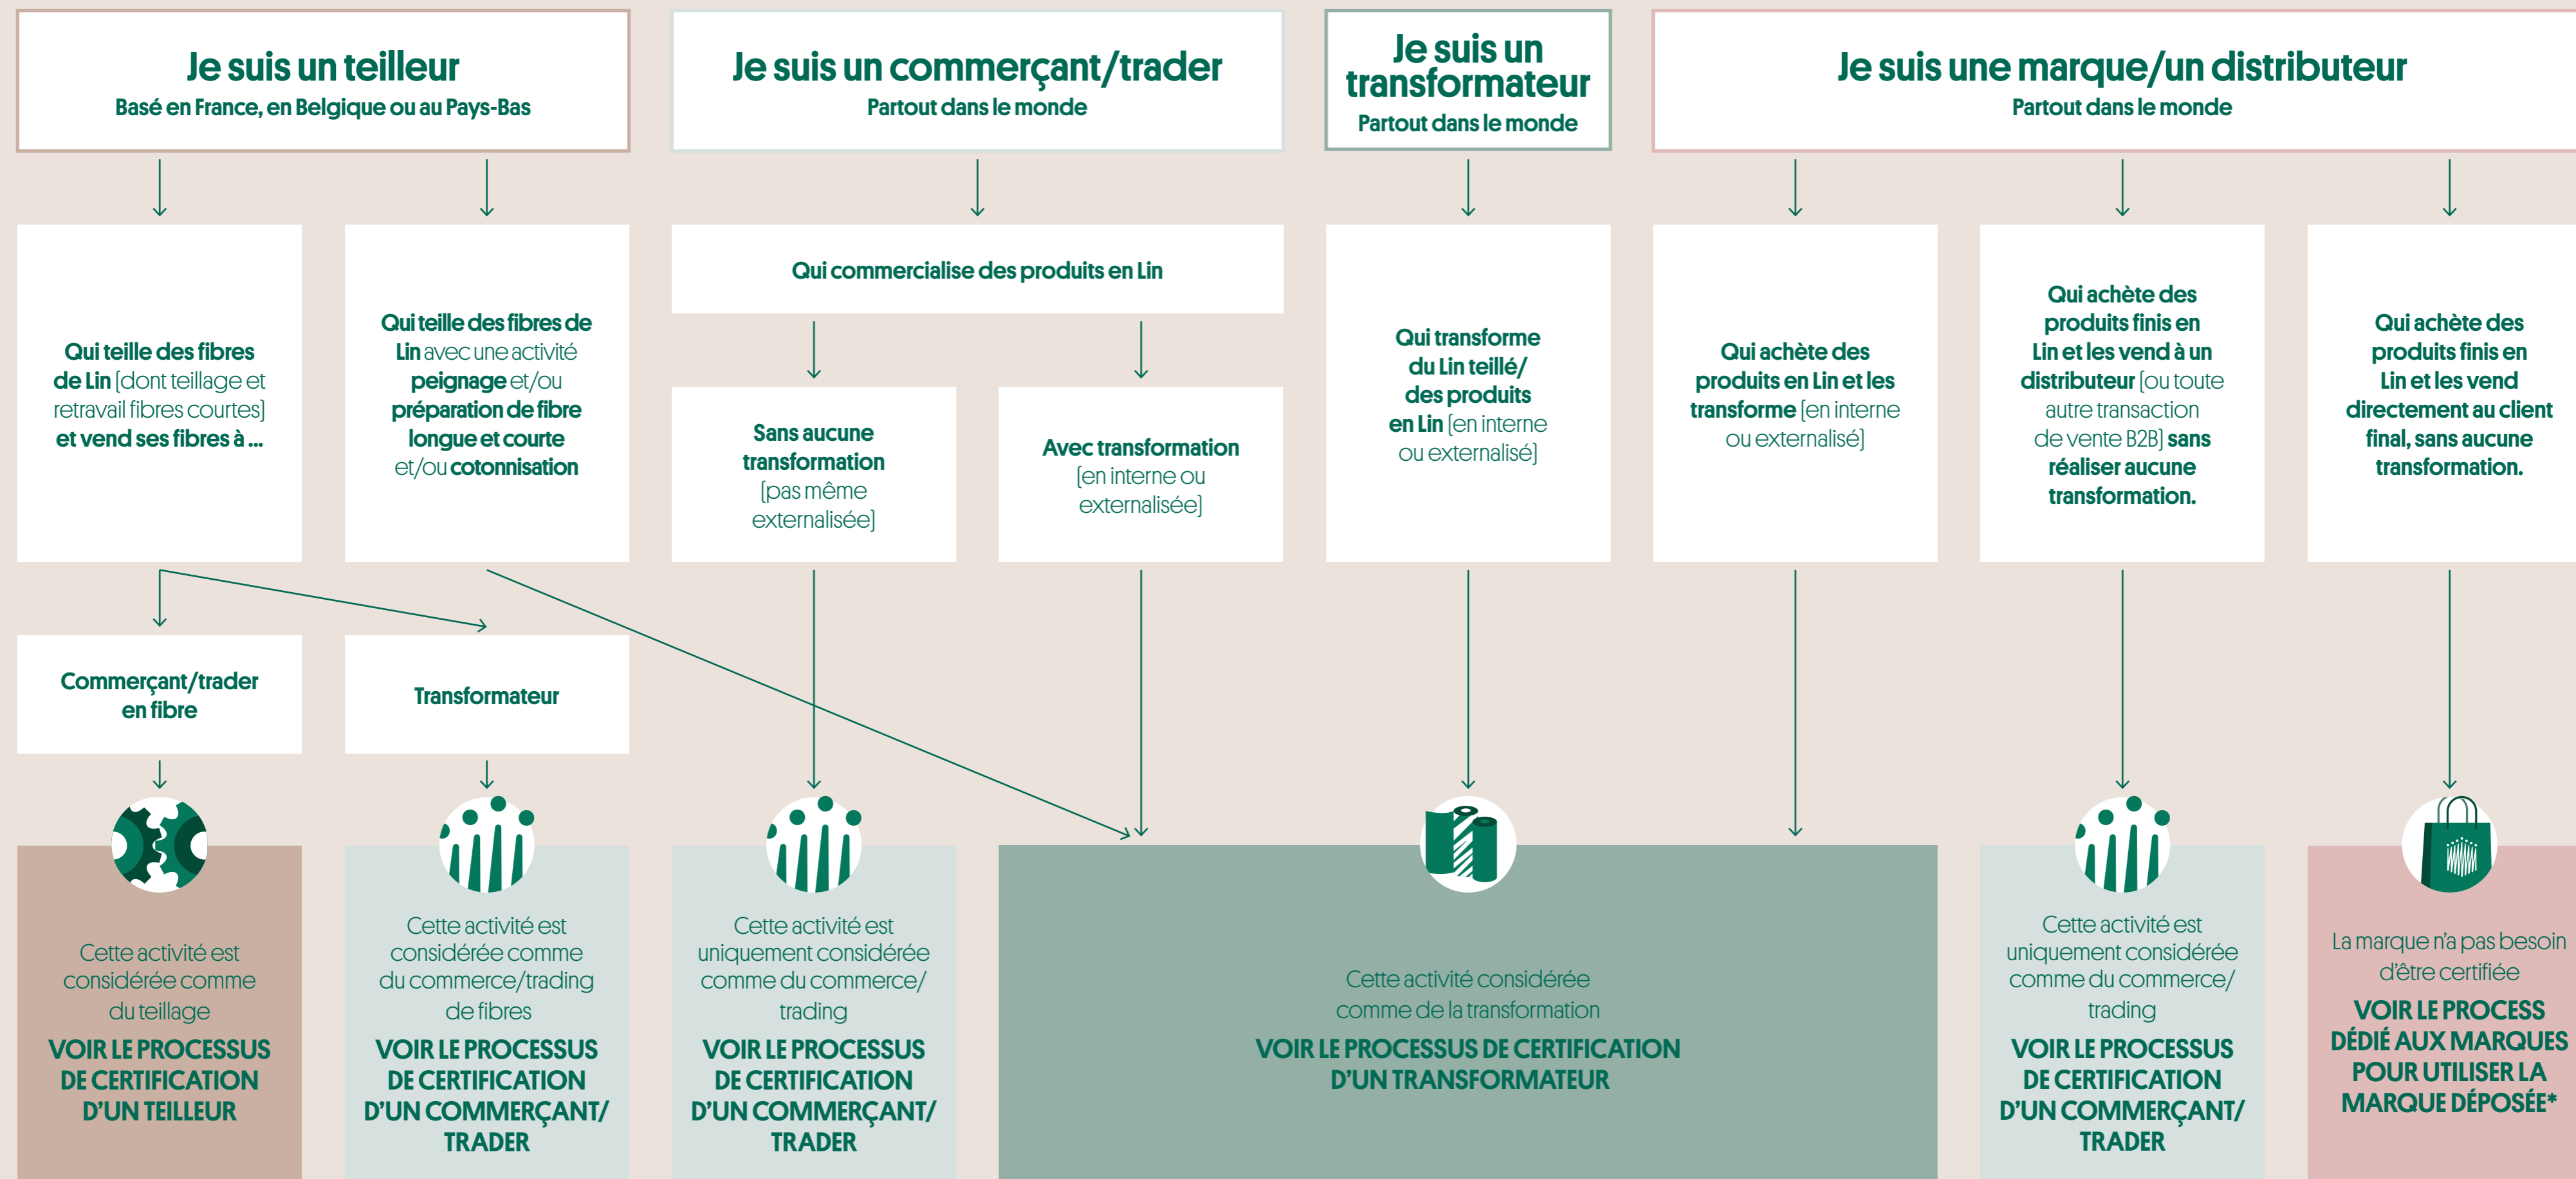 Je suis un teilleur
Basé en France, en Belgique ou au Pays-Bas
Je suis un commerçant/trader
Partout dans le monde
Je suis un
transformateur
Partout dans le monde
Je suis une marque/un distributeur
Partout dans le monde
Qui teille des fibres
de Lin (dont teillage et
retravail fibres courtes)
et vend ses fibres à ...
Qui teille des fibres de
Lin avec une activité
peignage et/ou
préparation de fibre
longue et courte
et/ou cotonnisation
Qui commercialise des produits en Lin
Sans aucune
transformation
(pas même
externalisée)
Avec transformation
(en interne ou
externalisée)
Qui transforme
du Lin teillé/
des produits
en Lin (en interne
ou externalisé)
Qui achète des
produits en Lin et les
transforme (en interne
ou externalisé)
Qui achète des
produits finis en
Lin et les vend à un
distributeur (ou toute
autre transaction
de vente B2B) sans
réaliser aucune
transformation.
Qui achète des
produits finis en
Lin et les vend
directement au client
final, sans aucune
transformation.
Commerçant/trader
en fibre
Transformateur
Cette activité est
considérée comme
du teillage
VOIR LE PROCESSUS
DE CERTIFICATION
D'UN TEILLEUR
Cette activité est
considérée comme
du commerce/trading
de fibres
VOIR LE PROCESSUS
DE CERTIFICATION
D'UN COMMERÇANT/
TRADER
Cette activité est
uniquement considérée
comme du commerce/
trading
VOIR LE PROCESSUS
DE CERTIFICATION
D'UN COMMERÇANT/
TRADER
Cette activité considérée
comme de la transformation
VOIR LE PROCESSUS DE CERTIFICATION
D'UN TRANSFORMATEUR
Cette activité est
uniquement considérée
comme du commerce/
trading
VOIR LE PROCESSUS
DE CERTIFICATION
D'UN COMMERÇANT/
TRADER
La marque n'a pas besoin
d'être certifiée
VOIR LE PROCESS
DÉDIÉ AUX MARQUES
POUR UTILISER LA
MARQUE DÉPOSÉE*